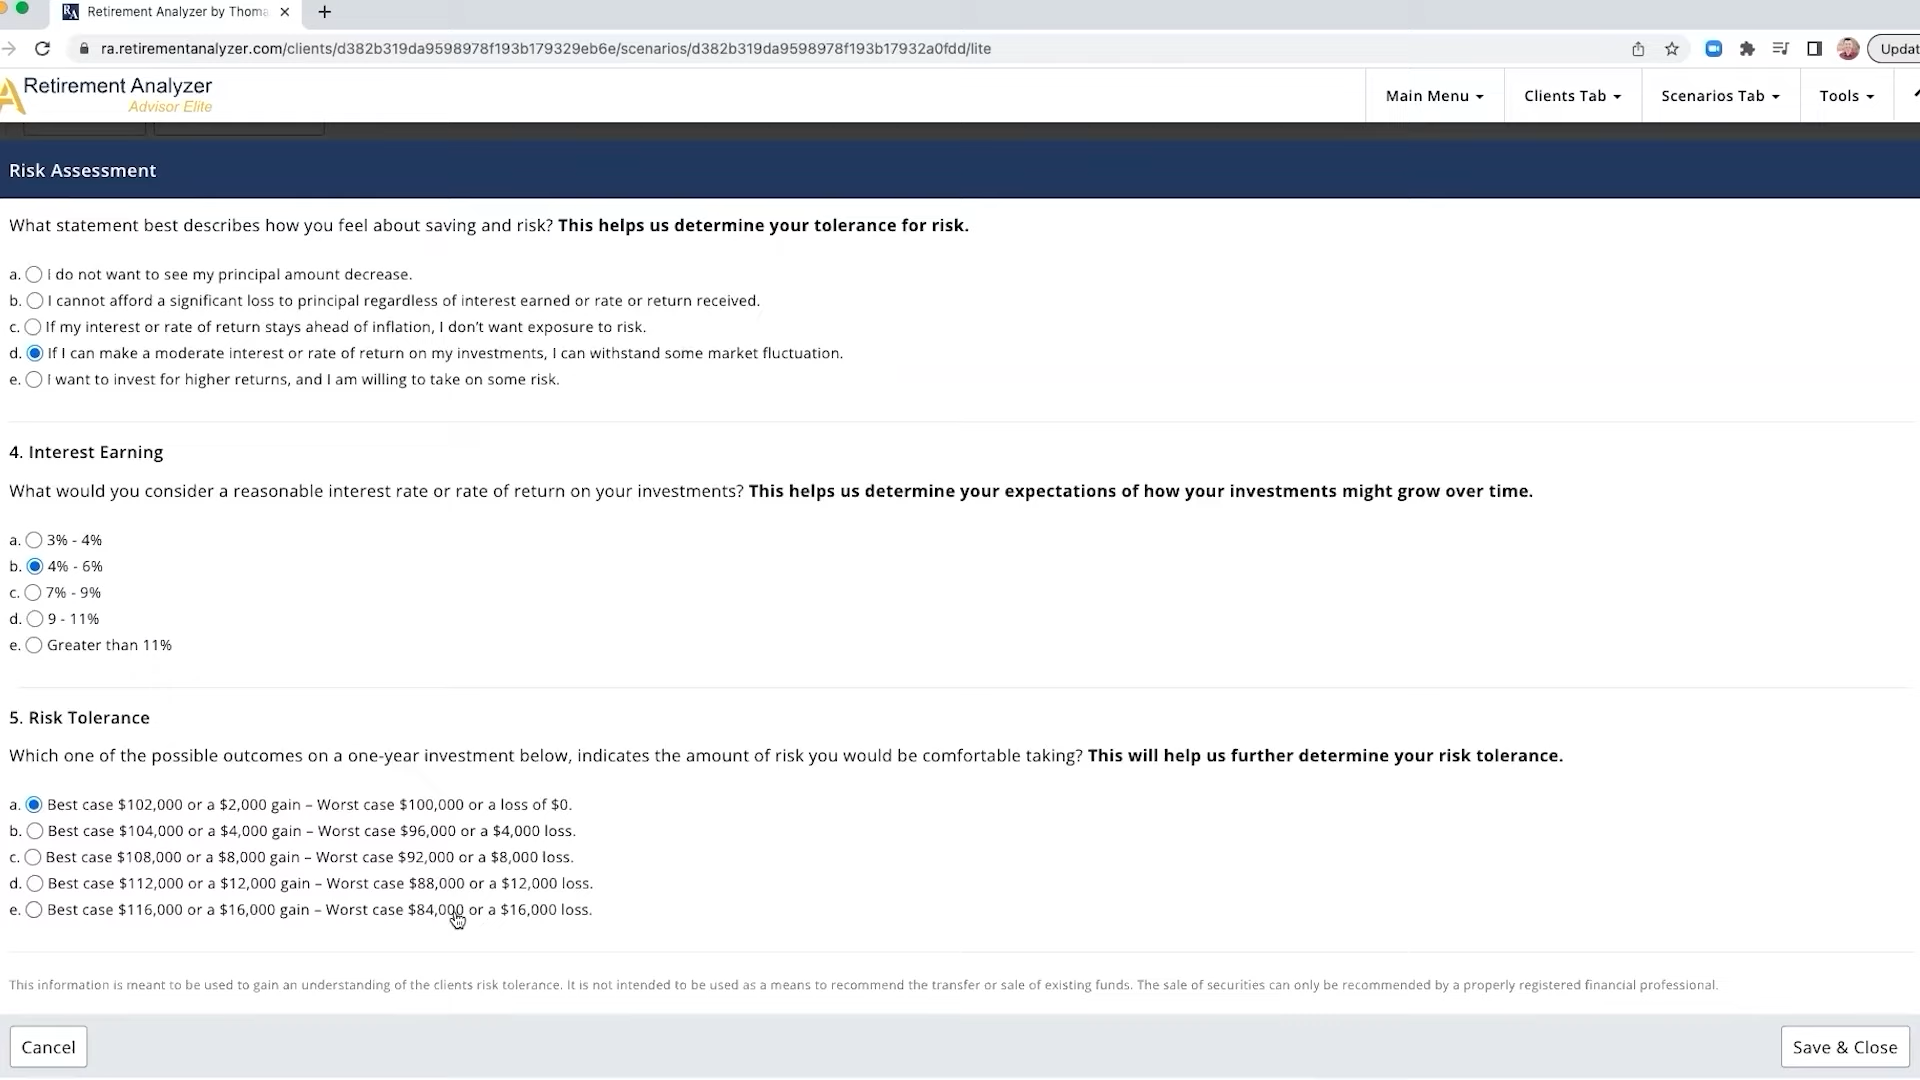 Retirement Analyzer by Thoma
ra.retirementanalyzer.com/clients/d382b319da9598978f193b179329eb6e/scenarios/d382b319da9598978f193b17932a0fdd/lite
Updat
Retirement Analyzer
Advisor Elite
Main Menu
Clients Tab
Scenarios Tab
Tools
Risk Assessment
What statement best describes how you feel about saving and risk? This helps us determine your tolerance for risk.
a. I do not want to see my principal amount decrease.
b. I cannot afford a significant loss to principal regardless of interest earned or rate or return received.
c. If my interest or rate of return stays ahead of inflation, I don't want exposure to risk.
d. If I can make a moderate interest or rate of return on my investments, I can withstand some market fluctuation.
e. I want to invest for higher returns, and I am willing to take on some risk.
4. Interest Earning
What would you consider a reasonable interest rate or rate of return on your investments? This helps us determine your expectations of how your investments might grow over time.
a. 3% - 4%
b. 4% - 6%
c. 7% - 9%
d. 9 - 11%
e. Greater than 11%
5. Risk Tolerance
Which one of the possible outcomes on a one-year investment below, indicates the amount of risk you would be comfortable taking? This will help us further determine your risk tolerance.
a. Best case $102,000 or a $2,000 gain – Worst case $100,000 or a loss of $0.
b. Best case $104,000 or a $4,000 gain – Worst case $96,000 or a $4,000 loss.
c. Best case $108,000 or a $8,000 gain – Worst case $92,000 or a $8,000 loss.
d. Best case $112,000 or a $12,000 gain – Worst case $88,000 or a $12,000 loss.
e. Best case $116,000 or a $16,000 gain – Worst case $84,000 or a $16,000 loss.
This information is meant to be used to gain an understanding of the clients risk tolerance. It is not intended to be used as a means to recommend the transfer or sale of existing funds. The sale of securities can only be recommended by a properly registered financial professional.
Cancel
Save & Close